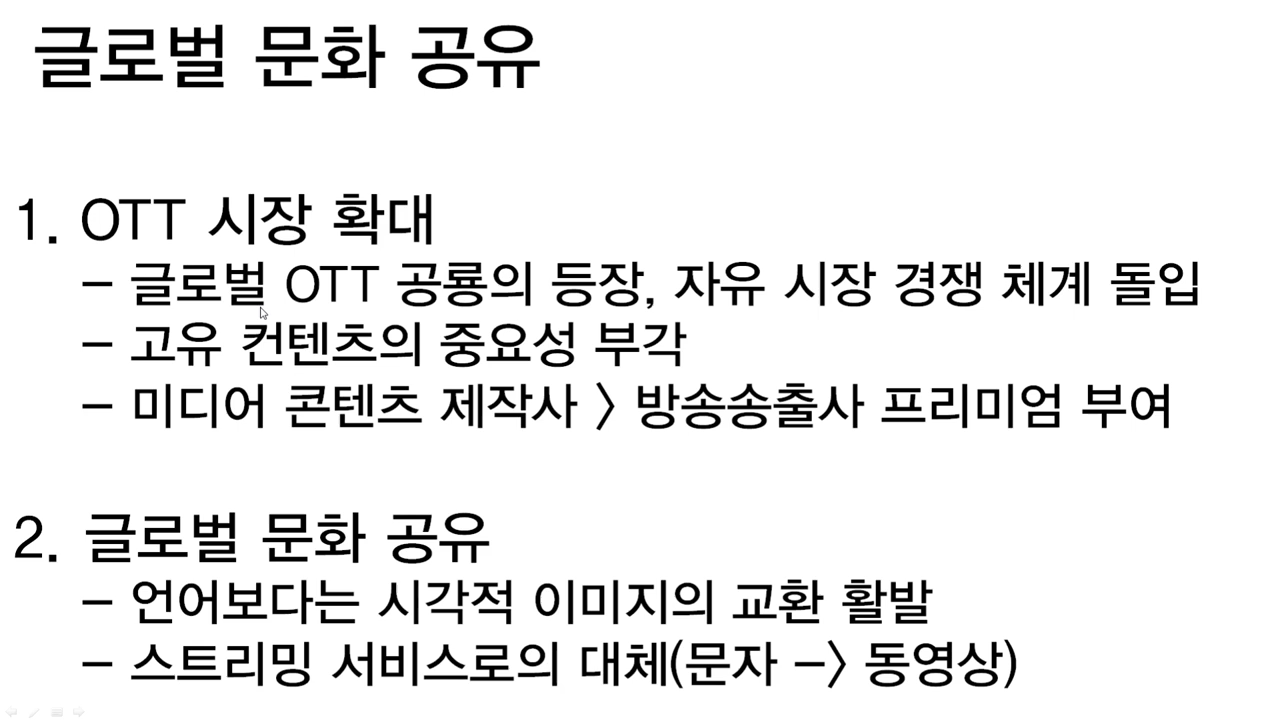 글로벌 문화 공유
1. OTT 시장 확대
- 글로벌 OTT 공룡의 등장, 자유 시장 경쟁 체계 돌입
- 고유 컨텐츠의 중요성 부각
- 미디어 콘텐츠 제작사 > 방송송출사 프리미엄 부여
2. 글로벌 문화 공유
- 언어보다는 시각적 이미지의 교환 활발
- 스트리밍 서비스로의 대체(문자 -> 동영상)